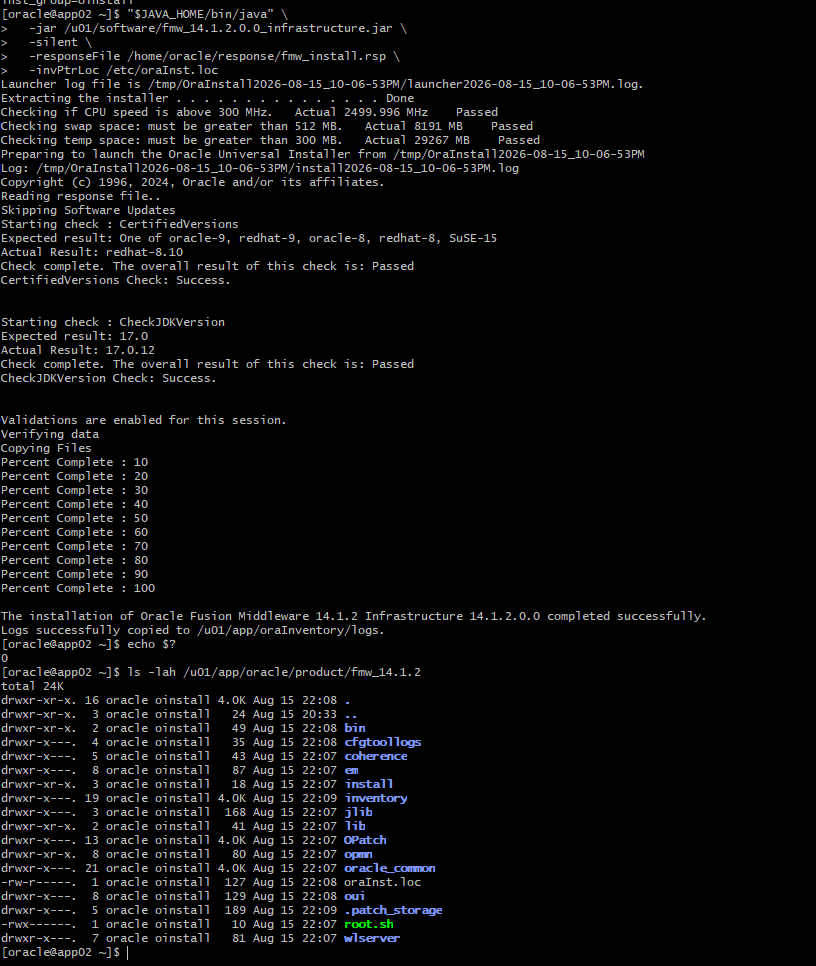 [oracle@app02 ~]$ "$JAVA_HOME/bin/java" \
>   -jar /u01/software/fmw_14.1.2.0.0_infrastructure.jar \
>   -silent \
>   -responseFile /home/oracle/response/fmw_install.rsp \
>   -invPtrLoc /etc/oraInst.loc
Launcher log file is /tmp/OraInstall2026-08-15_10-06-53PM/launcher2026-08-15_10-06-53PM.log.
Extracting the installer . . . . . . . . . . . . . . . Done
Checking if CPU speed is above 300 MHz.   Actual 2499.996 MHz    Passed
Checking swap space: must be greater than 512 MB.   Actual 8191 MB    Passed
Checking temp space: must be greater than 300 MB.   Actual 29267 MB    Passed
Preparing to launch the Oracle Universal Installer from /tmp/OraInstall2026-08-15_10-06-53PM
Log: /tmp/OraInstall2026-08-15_10-06-53PM/install2026-08-15_10-06-53PM.log
Copyright (c) 1996, 2024, Oracle and/or its affiliates.
Reading response file..
Skipping Software Updates
Starting check : CertifiedVersions
Expected result: One of oracle-9, redhat-9, oracle-8, redhat-8, SuSE-15
Actual Result: redhat-8.10
Check complete. The overall result of this check is: Passed
CertifiedVersions Check: Success.
Starting check : CheckJDKVersion
Expected result: 17.0
Actual Result: 17.0.12
Check complete. The overall result of this check is: Passed
CheckJDKVersion Check: Success.
Validations are enabled for this session.
Verifying data
Copying Files
Percent Complete : 10
Percent Complete : 20
Percent Complete : 30
Percent Complete : 40
Percent Complete : 50
Percent Complete : 60
Percent Complete : 70
Percent Complete : 80
Percent Complete : 90
Percent Complete : 100
The installation of Oracle Fusion Middleware 14.1.2 Infrastructure 14.1.2.0.0 completed successfully.
Logs successfully copied to /u01/app/oraInventory/logs.
[oracle@app02 ~]$ echo $?
0
[oracle@app02 ~]$ ls -lah /u01/app/oracle/product/fmw_14.1.2
total 24K
drwxr-xr-x. 16 oracle oinstall 4.0K Aug 15 22:08 .
drwxr-xr-x.  3 oracle oinstall   24 Aug 15 20:33 ..
drwxr-xr-x.  2 oracle oinstall   49 Aug 15 22:08 bin
drwxr-x---.  4 oracle oinstall   35 Aug 15 22:08 cfgtoollogs
drwxr-x---.  5 oracle oinstall   43 Aug 15 22:07 coherence
drwxr-x---.  8 oracle oinstall   87 Aug 15 22:07 em
drwxr-xr-x.  3 oracle oinstall   18 Aug 15 22:07 install
drwxr-x---. 19 oracle oinstall 4.0K Aug 15 22:09 inventory
drwxr-x---.  3 oracle oinstall  168 Aug 15 22:07 jlib
drwxr-xr-x.  2 oracle oinstall   41 Aug 15 22:07 lib
drwxr-x---. 13 oracle oinstall 4.0K Aug 15 22:07 OPatch
drwxr-xr-x.  8 oracle oinstall   80 Aug 15 22:07 opmn
drwxr-x---. 21 oracle oinstall 4.0K Aug 15 22:07 oracle_common
-rw-r-----.  1 oracle oinstall  127 Aug 15 22:08 oraInst.loc
drwxr-x---.  8 oracle oinstall  129 Aug 15 22:08 oui
drwxr-x---.  5 oracle oinstall  189 Aug 15 22:09 .patch_storage
-rwx------.  1 oracle oinstall   10 Aug 15 22:07 root.sh
drwxr-x---.  7 oracle oinstall   81 Aug 15 22:07 wlserver
[oracle@app02 ~]$